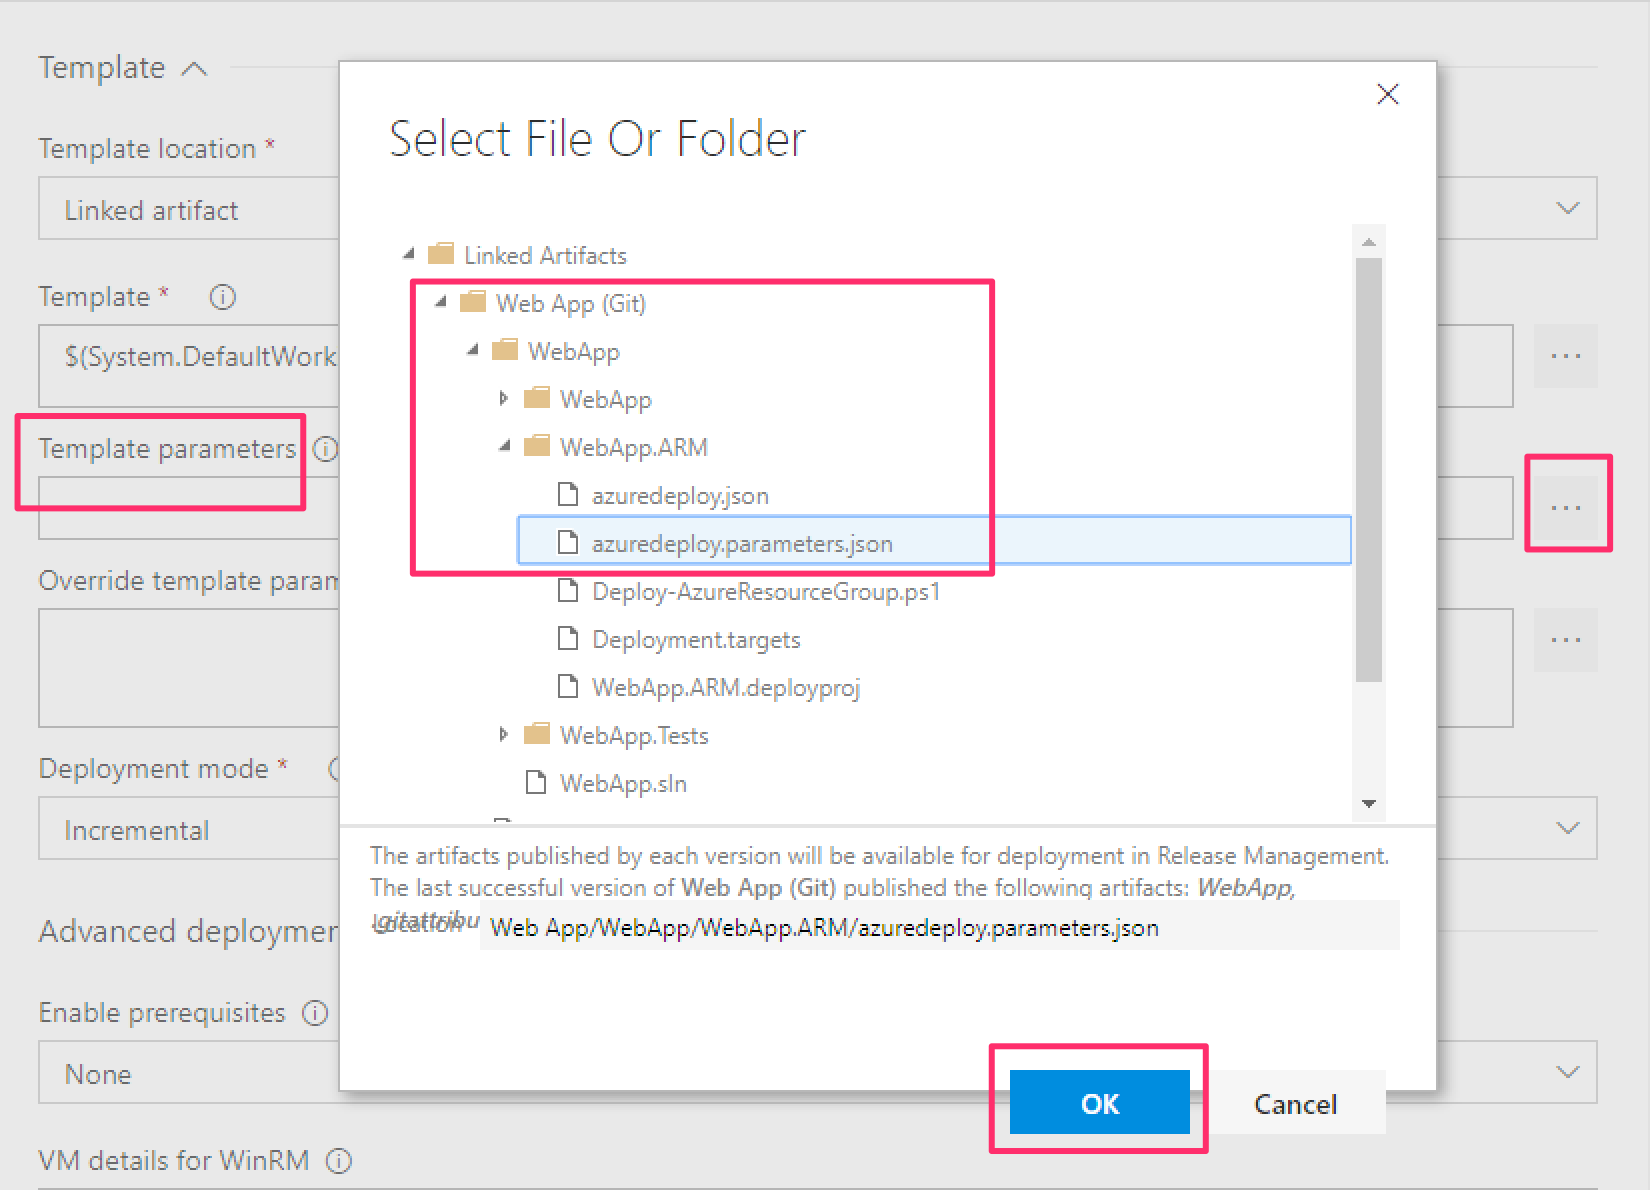 Template
Template location *
Linked artifact
Template *
$(System.DefaultWork
Template parameters
...
Override template param
...
Deployment mode *
Incremental
Advanced deploymen
Enable prerequisites
None
VM details for WinRM
Select File Or Folder
Linked Artifacts
Web App (Git)
WebApp
WebApp
WebApp.ARM
azuredeploy.json
azuredeploy.parameters.json
Deploy-AzureResourceGroup.ps1
Deployment.targets
WebApp.ARM.deployproj
WebApp.Tests
WebApp.sln
The artifacts published by each version will be available for deployment in Release Management.
The last successful version of Web App (Git) published the following artifacts: WebApp,
.gitattribu
Location Web App/WebApp/WebApp.ARM/azuredeploy.parameters.json
OK Cancel